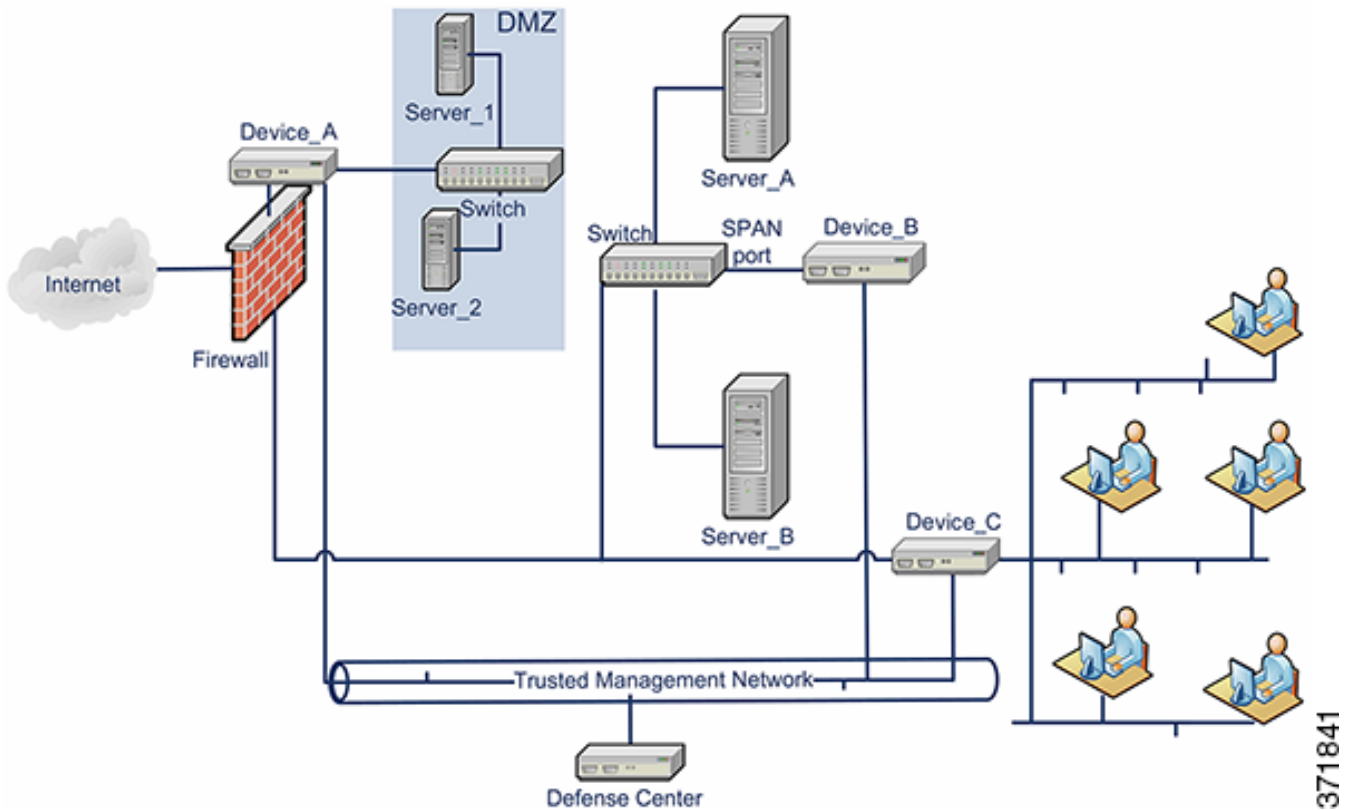 DMZ
Server_1
Device_A
Switch
Server_2
Internet
Firewall
Server_A
Switch
SPAN
port
Device_B
Server_B
Device_C
Trusted Management Network
Defense Center
371841